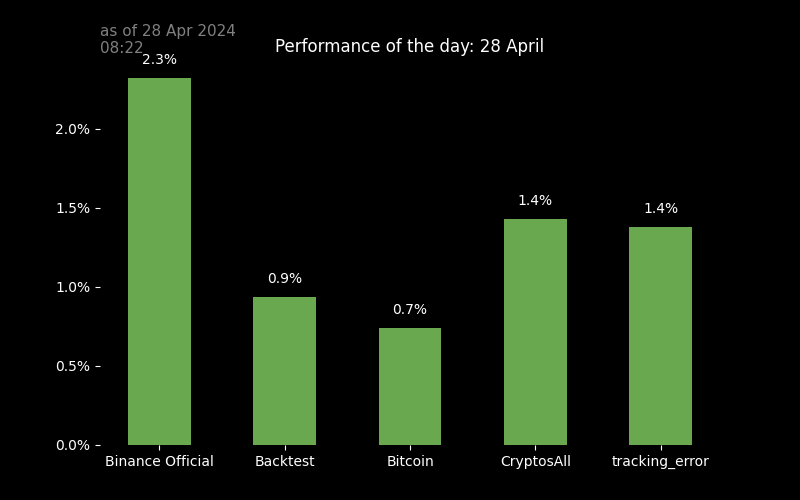 as of 28 Apr 2024
08:22
Performance of the day: 28 April
2.3%
0.9%
0.7%
1.4%
1.4%
2.0%
1.5%
1.0%
0.5%
0.0%
Binance Official
Backtest
Bitcoin
CryptosAll
tracking_error